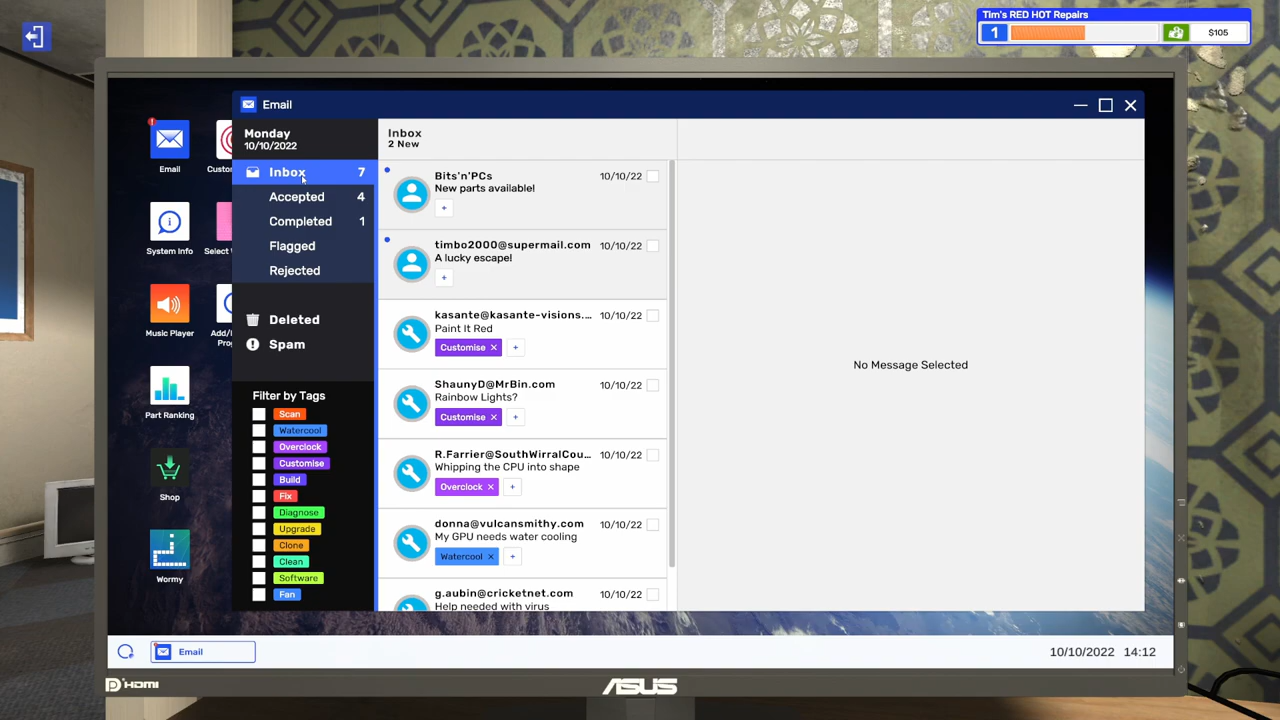 Tim's RED HOT Repairs
1
$105
Email
Monday
10/10/2022
Inbox 7
Accepted 4
Completed 1
Flagged
Rejected
Deleted
Spam
Filter by Tags
Scan
Watercool
Overclock
Customise
Build
Fix
Diagnose
Upgrade
Clone
Clean
Software
Fan
Inbox
2 New
Bits'n'PCs 10/10/22
New parts available!
+
timbo2000@supermail.com 10/10/22
A lucky escape!
+
kasante@kasante-visions.... 10/10/22
Paint It Red
Customise × +
ShaunyD@MrBin.com 10/10/22
Rainbow Lights?
Customise × +
R.Farrier@SouthWirralCou... 10/10/22
Whipping the CPU into shape
Overclock × +
donna@vulcansmithy.com 10/10/22
My GPU needs water cooling
Watercool × +
g.aubin@cricketnet.com 10/10/22
Help needed with virus
No Message Selected
Email
System Info
Music Player
Part Ranking
Shop
Wormy
Email
10/10/2022 14:12
HDMI
ASUS